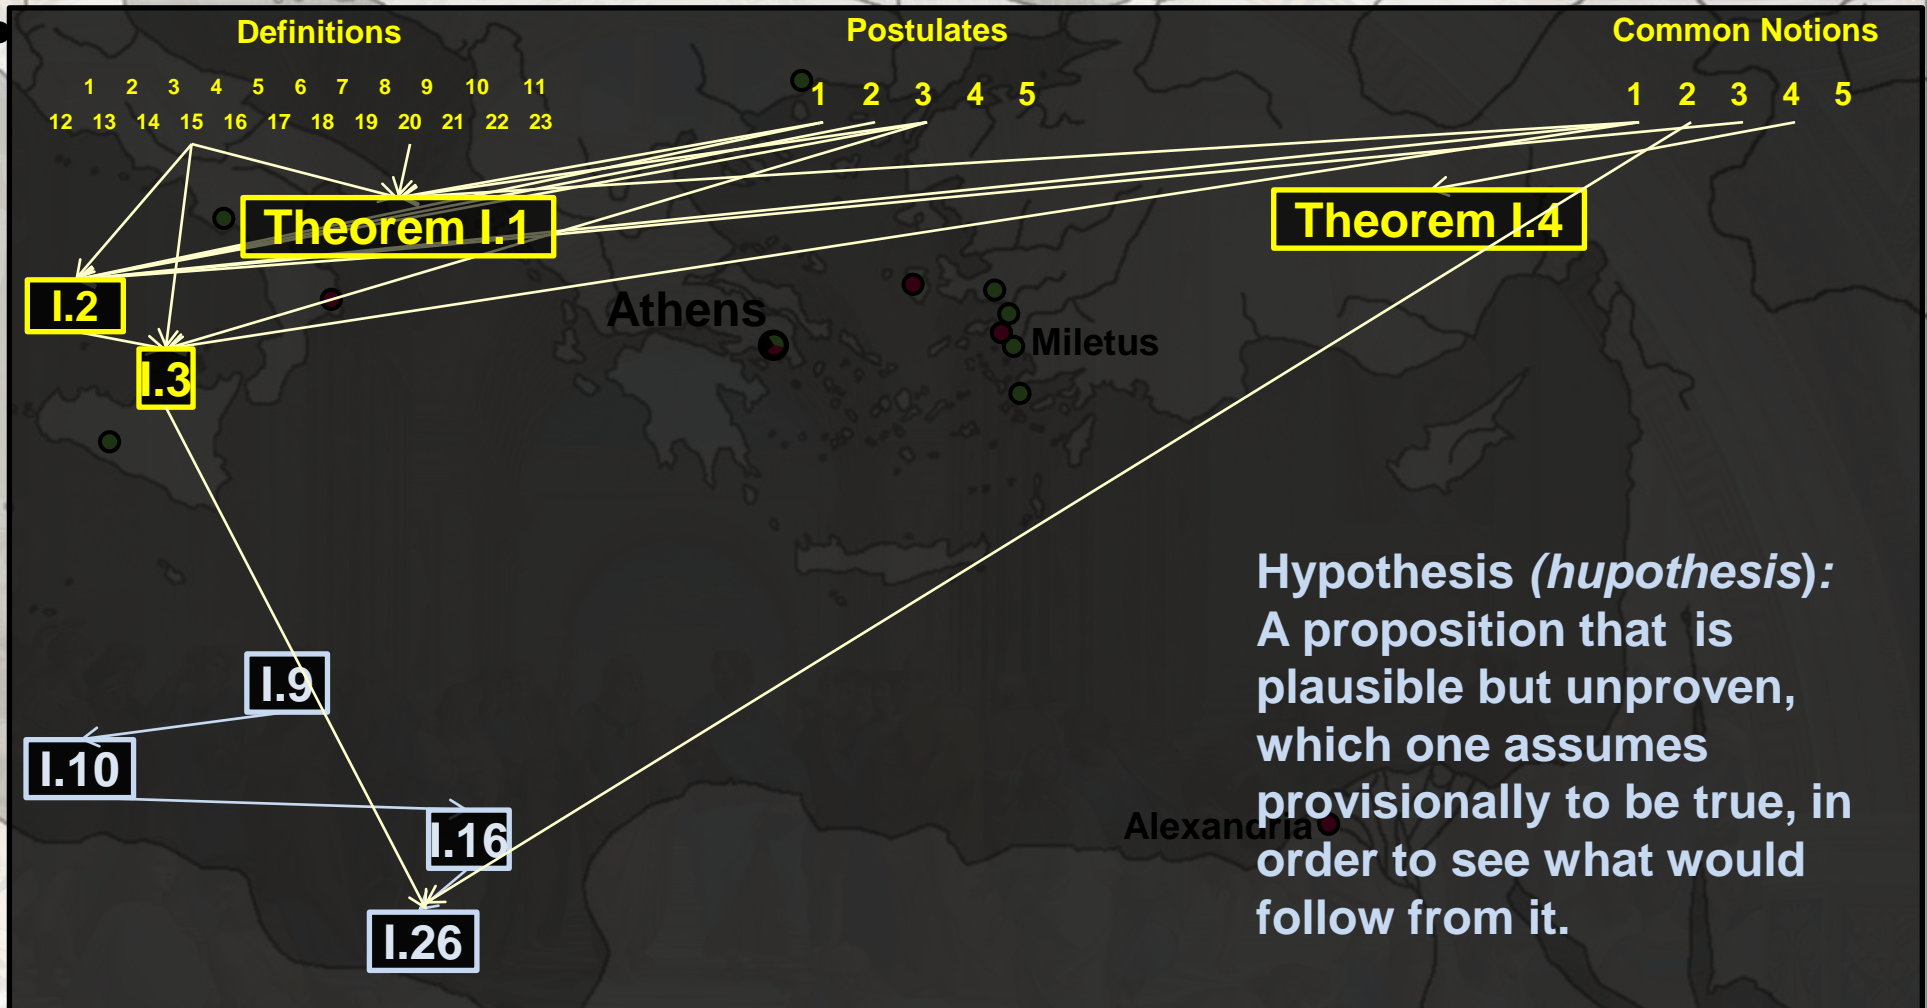 Definitions
Postulates
Common Notions
1 2 3 4 5 6 7 8 9 10 11
12 13 14 15 16 17 18 19 20 21 22 23
1 2 3 4 5
1 2 3 4 5
Theorem I.1
Theorem I.4
I.2
Athens
Miletus
I.3
Hypothesis (hupothesis):
A proposition that is
plausible but unproven,
which one assumes
provisionally to be true, in
order to see what would
follow from it.
I.9
I.10
I.16
Alexandria
I.26